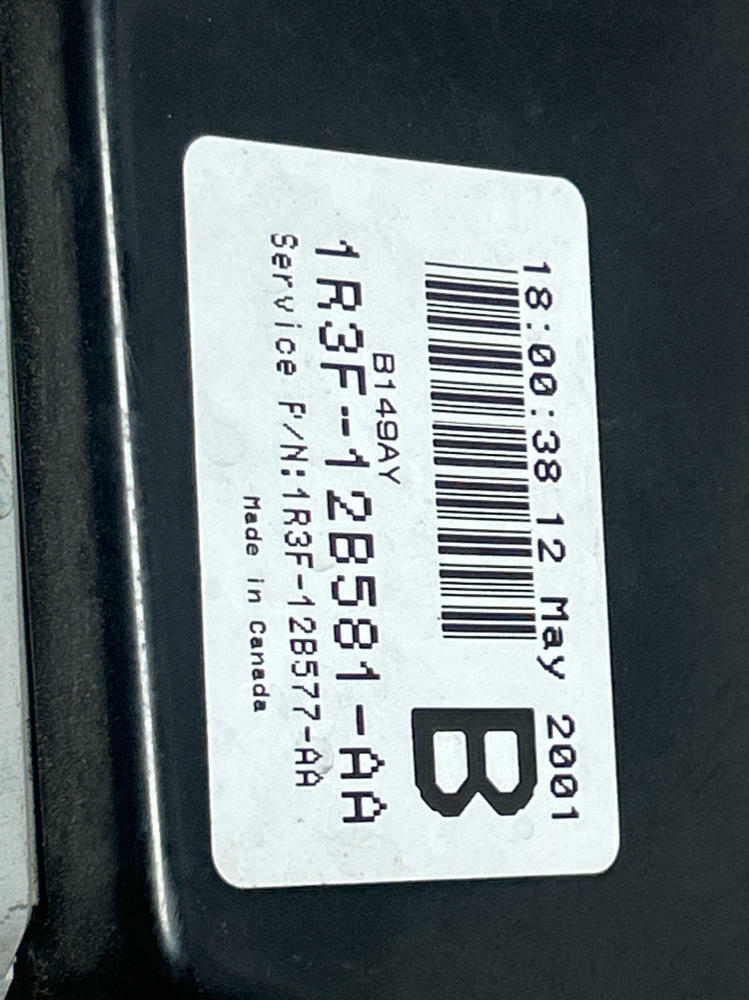 18:00:38 12 May 2001
B
B149AY
1R3F-12B581-AA
Service P/N:1R3F-12B577-AA
Made in Canada